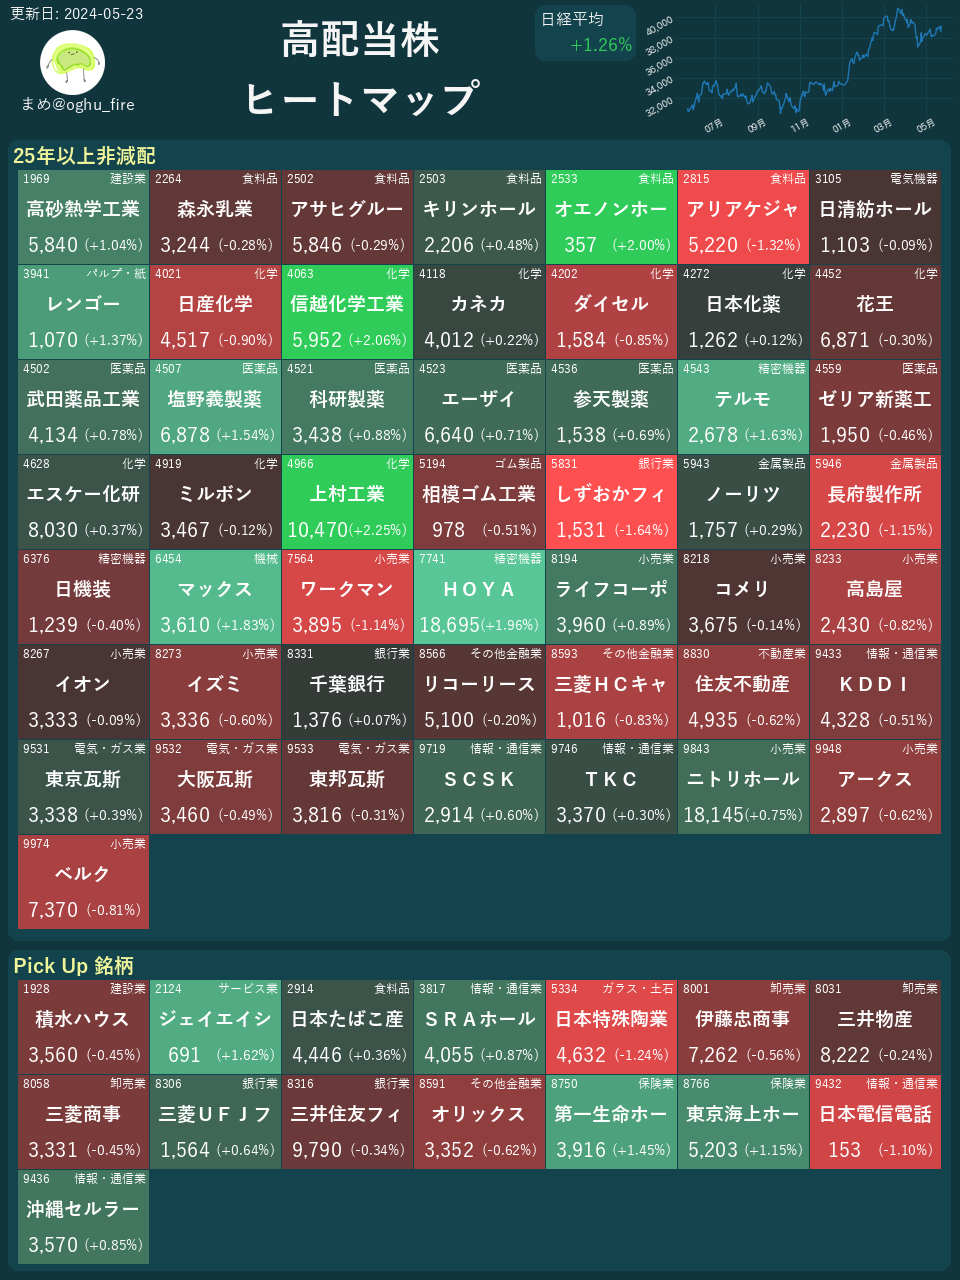 更新日: 2024-05-23
まめ@oghu_fire
高配当株
ヒートマップ
日経平均
+1.26%
40,000
38,000
36,000
34,000
32,000
07月 09月 11月 01月 03月 05月
25年以上非減配
1969 建設業 2264 食料品 2502 食料品 2503 食料品 2533 食料品 2815 食料品 3105 電気機器
高砂熱学工業 森永乳業 アサヒグルー キリンホール オエノンホー アリアケジャ 日清紡ホール
5,840 (+1.04%) 3,244 (-0.28%) 5,846 (-0.29%) 2,206 (+0.48%) 357 (+2.00%) 5,220 (-1.32%) 1,103 (-0.09%)
3941 パルプ・紙 4021 化学 4063 化学 4118 化学 4202 化学 4272 化学 4452 化学
レンゴー 日産化学 信越化学工業 カネカ ダイセル 日本化薬 花王
1,070 (+1.37%) 4,517 (-0.90%) 5,952 (+2.06%) 4,012 (+0.22%) 1,584 (-0.85%) 1,262 (+0.12%) 6,871 (-0.30%)
4502 医薬品 4507 医薬品 4521 医薬品 4523 医薬品 4536 医薬品 4543 精密機器 4559 医薬品
武田薬品工業 塩野義製薬 科研製薬 エーザイ 参天製薬 テルモ ゼリア新薬工
4,134 (+0.78%) 6,878 (+1.54%) 3,438 (+0.88%) 6,640 (+0.71%) 1,538 (+0.69%) 2,678 (+1.63%) 1,950 (-0.46%)
4628 化学 4919 化学 4966 化学 5194 ゴム製品 5831 銀行業 5943 金属製品 5946 金属製品
エスケー化研 ミルボン 上村工業 相模ゴム工業 しずおかフィ ノーリツ 長府製作所
8,030 (+0.37%) 3,467 (-0.12%) 10,470(+2.25%) 978 (-0.51%) 1,531 (-1.64%) 1,757 (+0.29%) 2,230 (-1.15%)
6376 精密機器 6454 機械 7564 小売業 7741 精密機器 8194 小売業 8218 小売業 8233 小売業
日機装 マックス ワークマン ＨＯＹＡ ライフコーポ コメリ 高島屋
1,239 (-0.40%) 3,610 (+1.83%) 3,895 (-1.14%) 18,695(+1.96%) 3,960 (+0.89%) 3,675 (-0.14%) 2,430 (-0.82%)
8267 小売業 8273 小売業 8331 銀行業 8566 その他金融業 8593 その他金融業 8830 不動産業 9433 情報・通信業
イオン イズミ 千葉銀行 リコーリース 三菱ＨＣキャ 住友不動産 ＫＤＤＩ
3,333 (-0.09%) 3,336 (-0.60%) 1,376 (+0.07%) 5,100 (-0.20%) 1,016 (-0.83%) 4,935 (-0.62%) 4,328 (-0.51%)
9531 電気・ガス業 9532 電気・ガス業 9533 電気・ガス業 9719 情報・通信業 9746 情報・通信業 9843 小売業 9948 小売業
東京瓦斯 大阪瓦斯 東邦瓦斯 ＳＣＳＫ ＴＫＣ ニトリホール アークス
3,338 (+0.39%) 3,460 (-0.49%) 3,816 (-0.31%) 2,914 (+0.60%) 3,370 (+0.30%) 18,145(+0.75%) 2,897 (-0.62%)
9974 小売業
ベルク
7,370 (-0.81%)
Pick Up 銘柄
1928 建設業 2124 サービス業 2914 食料品 3817 情報・通信業 5334 ガラス・土石 8001 卸売業 8031 卸売業
積水ハウス ジェイエイシ 日本たばこ産 ＳＲＡホール 日本特殊陶業 伊藤忠商事 三井物産
3,560 (-0.45%) 691 (+1.62%) 4,446 (+0.36%) 4,055 (+0.87%) 4,632 (-1.24%) 7,262 (-0.56%) 8,222 (-0.24%)
8058 卸売業 8306 銀行業 8316 銀行業 8591 その他金融業 8750 保険業 8766 保険業 9432 情報・通信業
三菱商事 三菱ＵＦＪフ 三井住友フィ オリックス 第一生命ホー 東京海上ホー 日本電信電話
3,331 (-0.45%) 1,564 (+0.64%) 9,790 (-0.34%) 3,352 (-0.62%) 3,916 (+1.45%) 5,203 (+1.15%) 153 (-1.10%)
9436 情報・通信業
沖縄セルラー
3,570 (+0.85%)